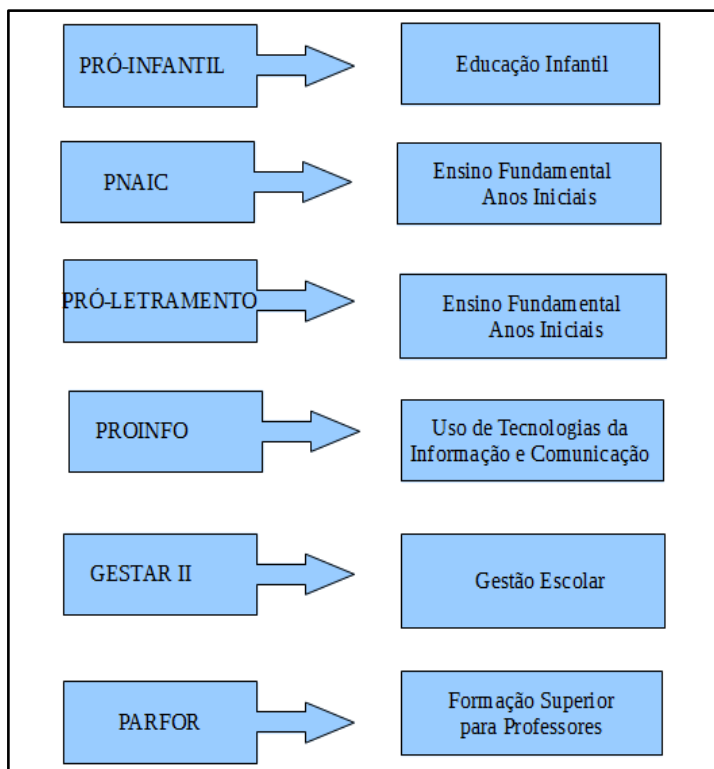 PRÓ-INFANTIL
Educação Infantil
PNAIC
Ensino Fundamental
Anos Iniciais
PRÓ-LETRAMENTO
Ensino Fundamental
Anos Iniciais
PROINFO
Uso de Tecnologias da
Informação e Comunicação
GESTAR II
Gestão Escolar
PARFOR
Formação Superior
para Professores